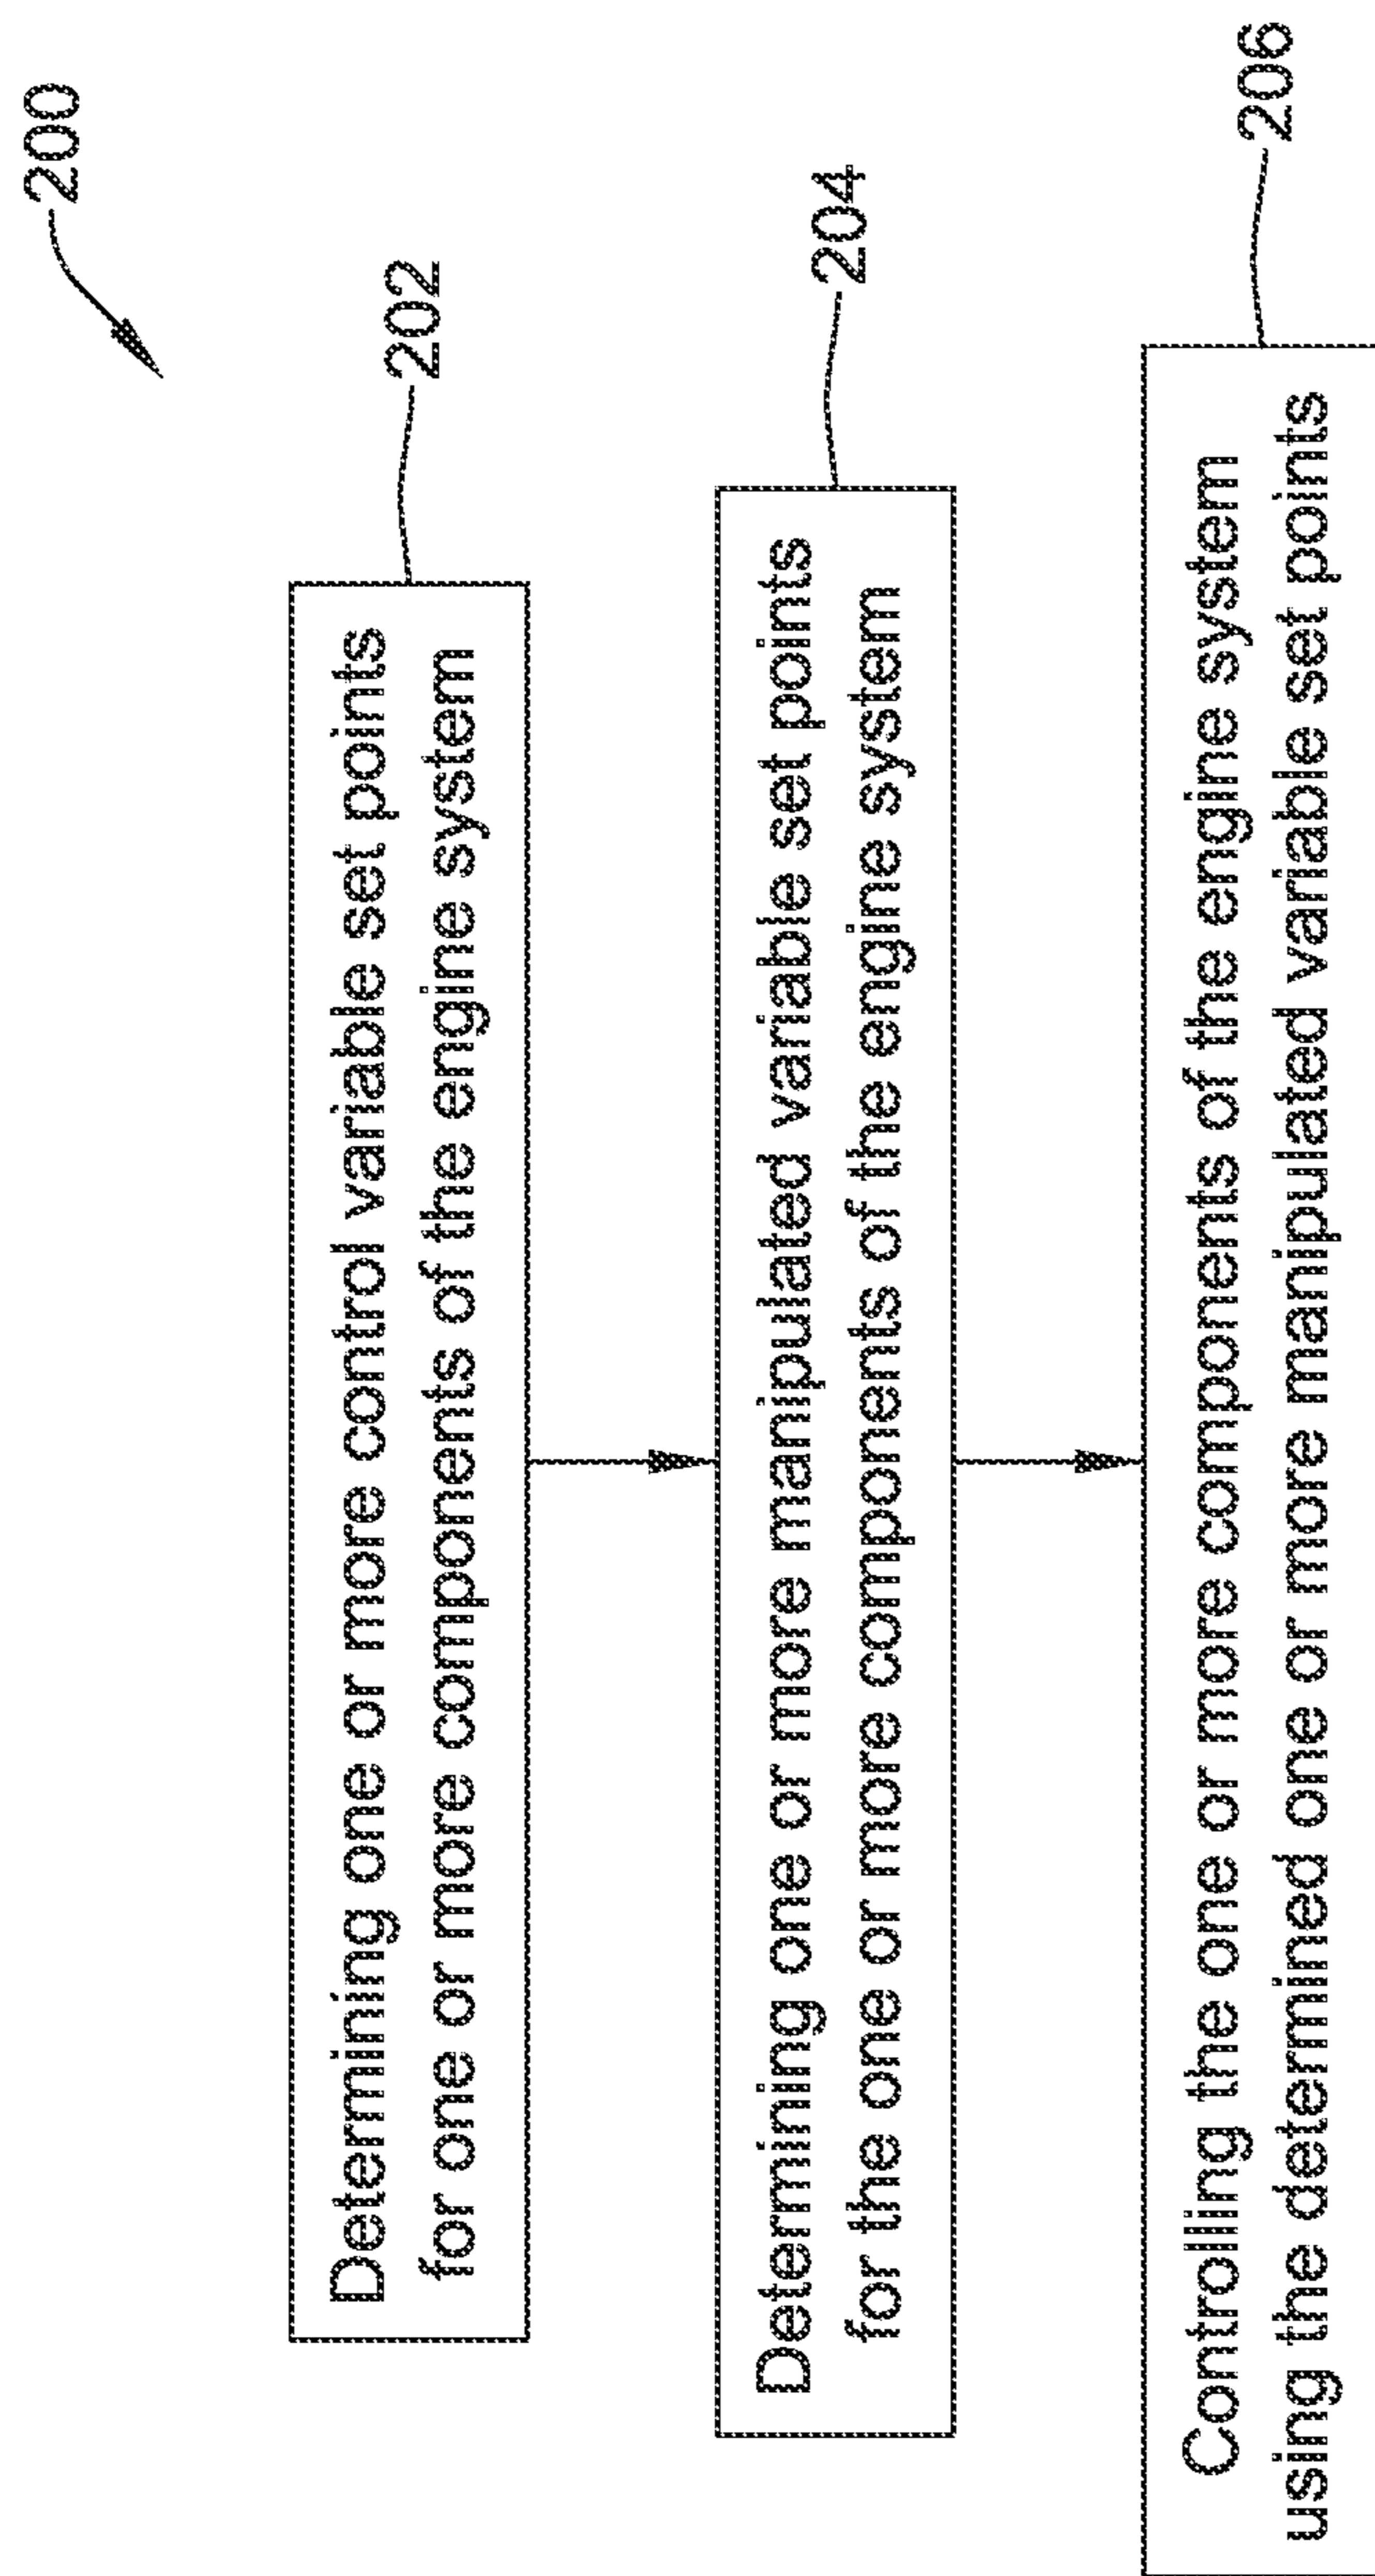 200
Determining one or more control variable set points
for one or more components of the engine system
202
Determining one or more manipulated variable set points
for the one or more components of the engine system
204
Controlling the one or more components of the engine system
using the determined one or more manipulated variable set points
206